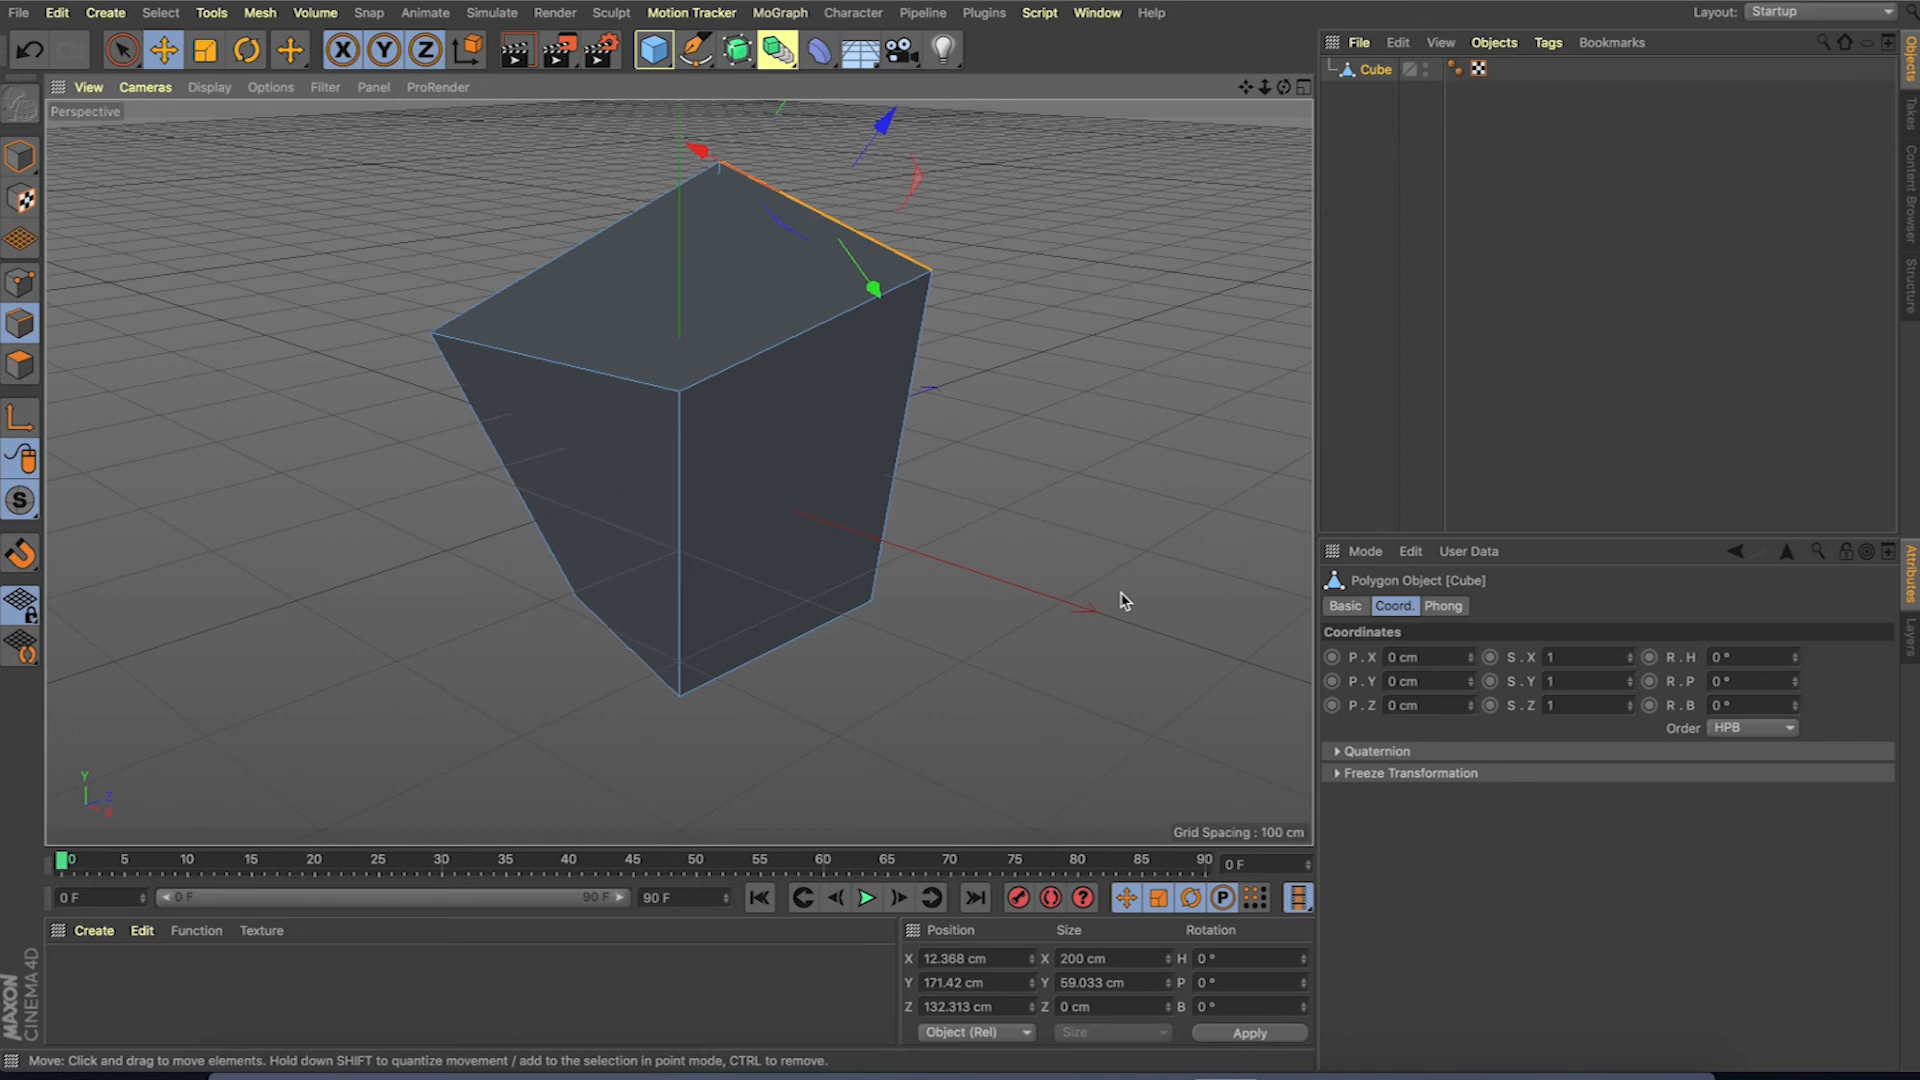 File Edit Create Select Tools Mesh Volume Snap Animate Simulate Render Sculpt Motion Tracker MoGraph Character Pipeline Plugins Script Window Help Layout: Startup
X Y Z
File Edit View Objects Tags Bookmarks
Cube
View Cameras Display Options Filter Panel ProRender
Perspective
Objects
Takes
Content Browser
Structure
S
Y
Z
X
Grid Spacing : 100 cm
Mode Edit User Data
Attributes
Layers
Polygon Object [Cube]
Basic Coord. Phong
Coordinates
P . X 0 cm S . X 1 R . H 0 °
P . Y 0 cm S . Y 1 R . P 0 °
P . Z 0 cm S . Z 1 R . B 0 °
Order HPB
Quaternion
Freeze Transformation
0 5 10 15 20 25 30 35 40 45 50 55 60 65 70 75 80 85 90 0 F
0 F 0 F 90 F 90 F ? P
Create Edit Function Texture
Position Size Rotation
X 12.368 cm X 200 cm H 0 °
Y 171.42 cm Y 59.033 cm P 0 °
Z 132.313 cm Z 0 cm B 0 °
Object (Rel) Size Apply
MAXON
CINEMA 4D
Move: Click and drag to move elements. Hold down SHIFT to quantize movement / add to the selection in point mode, CTRL to remove.